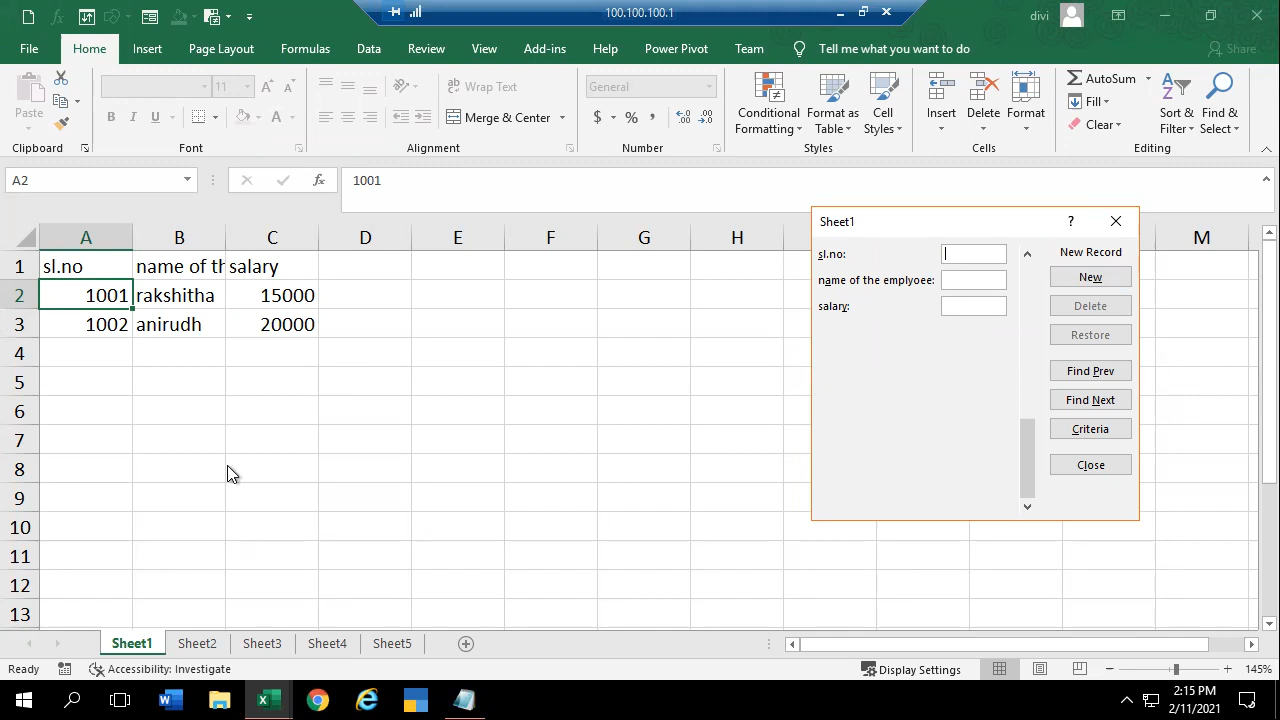 100.100.100.1
divi
File Home Insert Page Layout Formulas Data Review View Add-ins Help Power Pivot Team Tell me what you want to do Share
Paste
Clipboard
11
B I U
A
Font
Wrap Text
Merge & Center
Alignment
General
$ % ,
Number
Conditional Formatting
Format as Table
Cell Styles
Styles
Insert
Delete
Format
Cells
AutoSum
Fill
Clear
Sort & Filter
Find & Select
Editing
A2
fx
1001
A B C D E F G H M
1 sl.no name of th salary
2 1001 rakshitha 15000
3 1002 anirudh 20000
4
5
6
7
8
9
10
11
12
13
Sheet1
?
sl.no:
name of the emplyoee:
salary:
New Record
New
Delete
Restore
Find Prev
Find Next
Criteria
Close
Sheet1 Sheet2 Sheet3 Sheet4 Sheet5
Ready Accessibility: Investigate Display Settings 145%
2:15 PM
2/11/2021